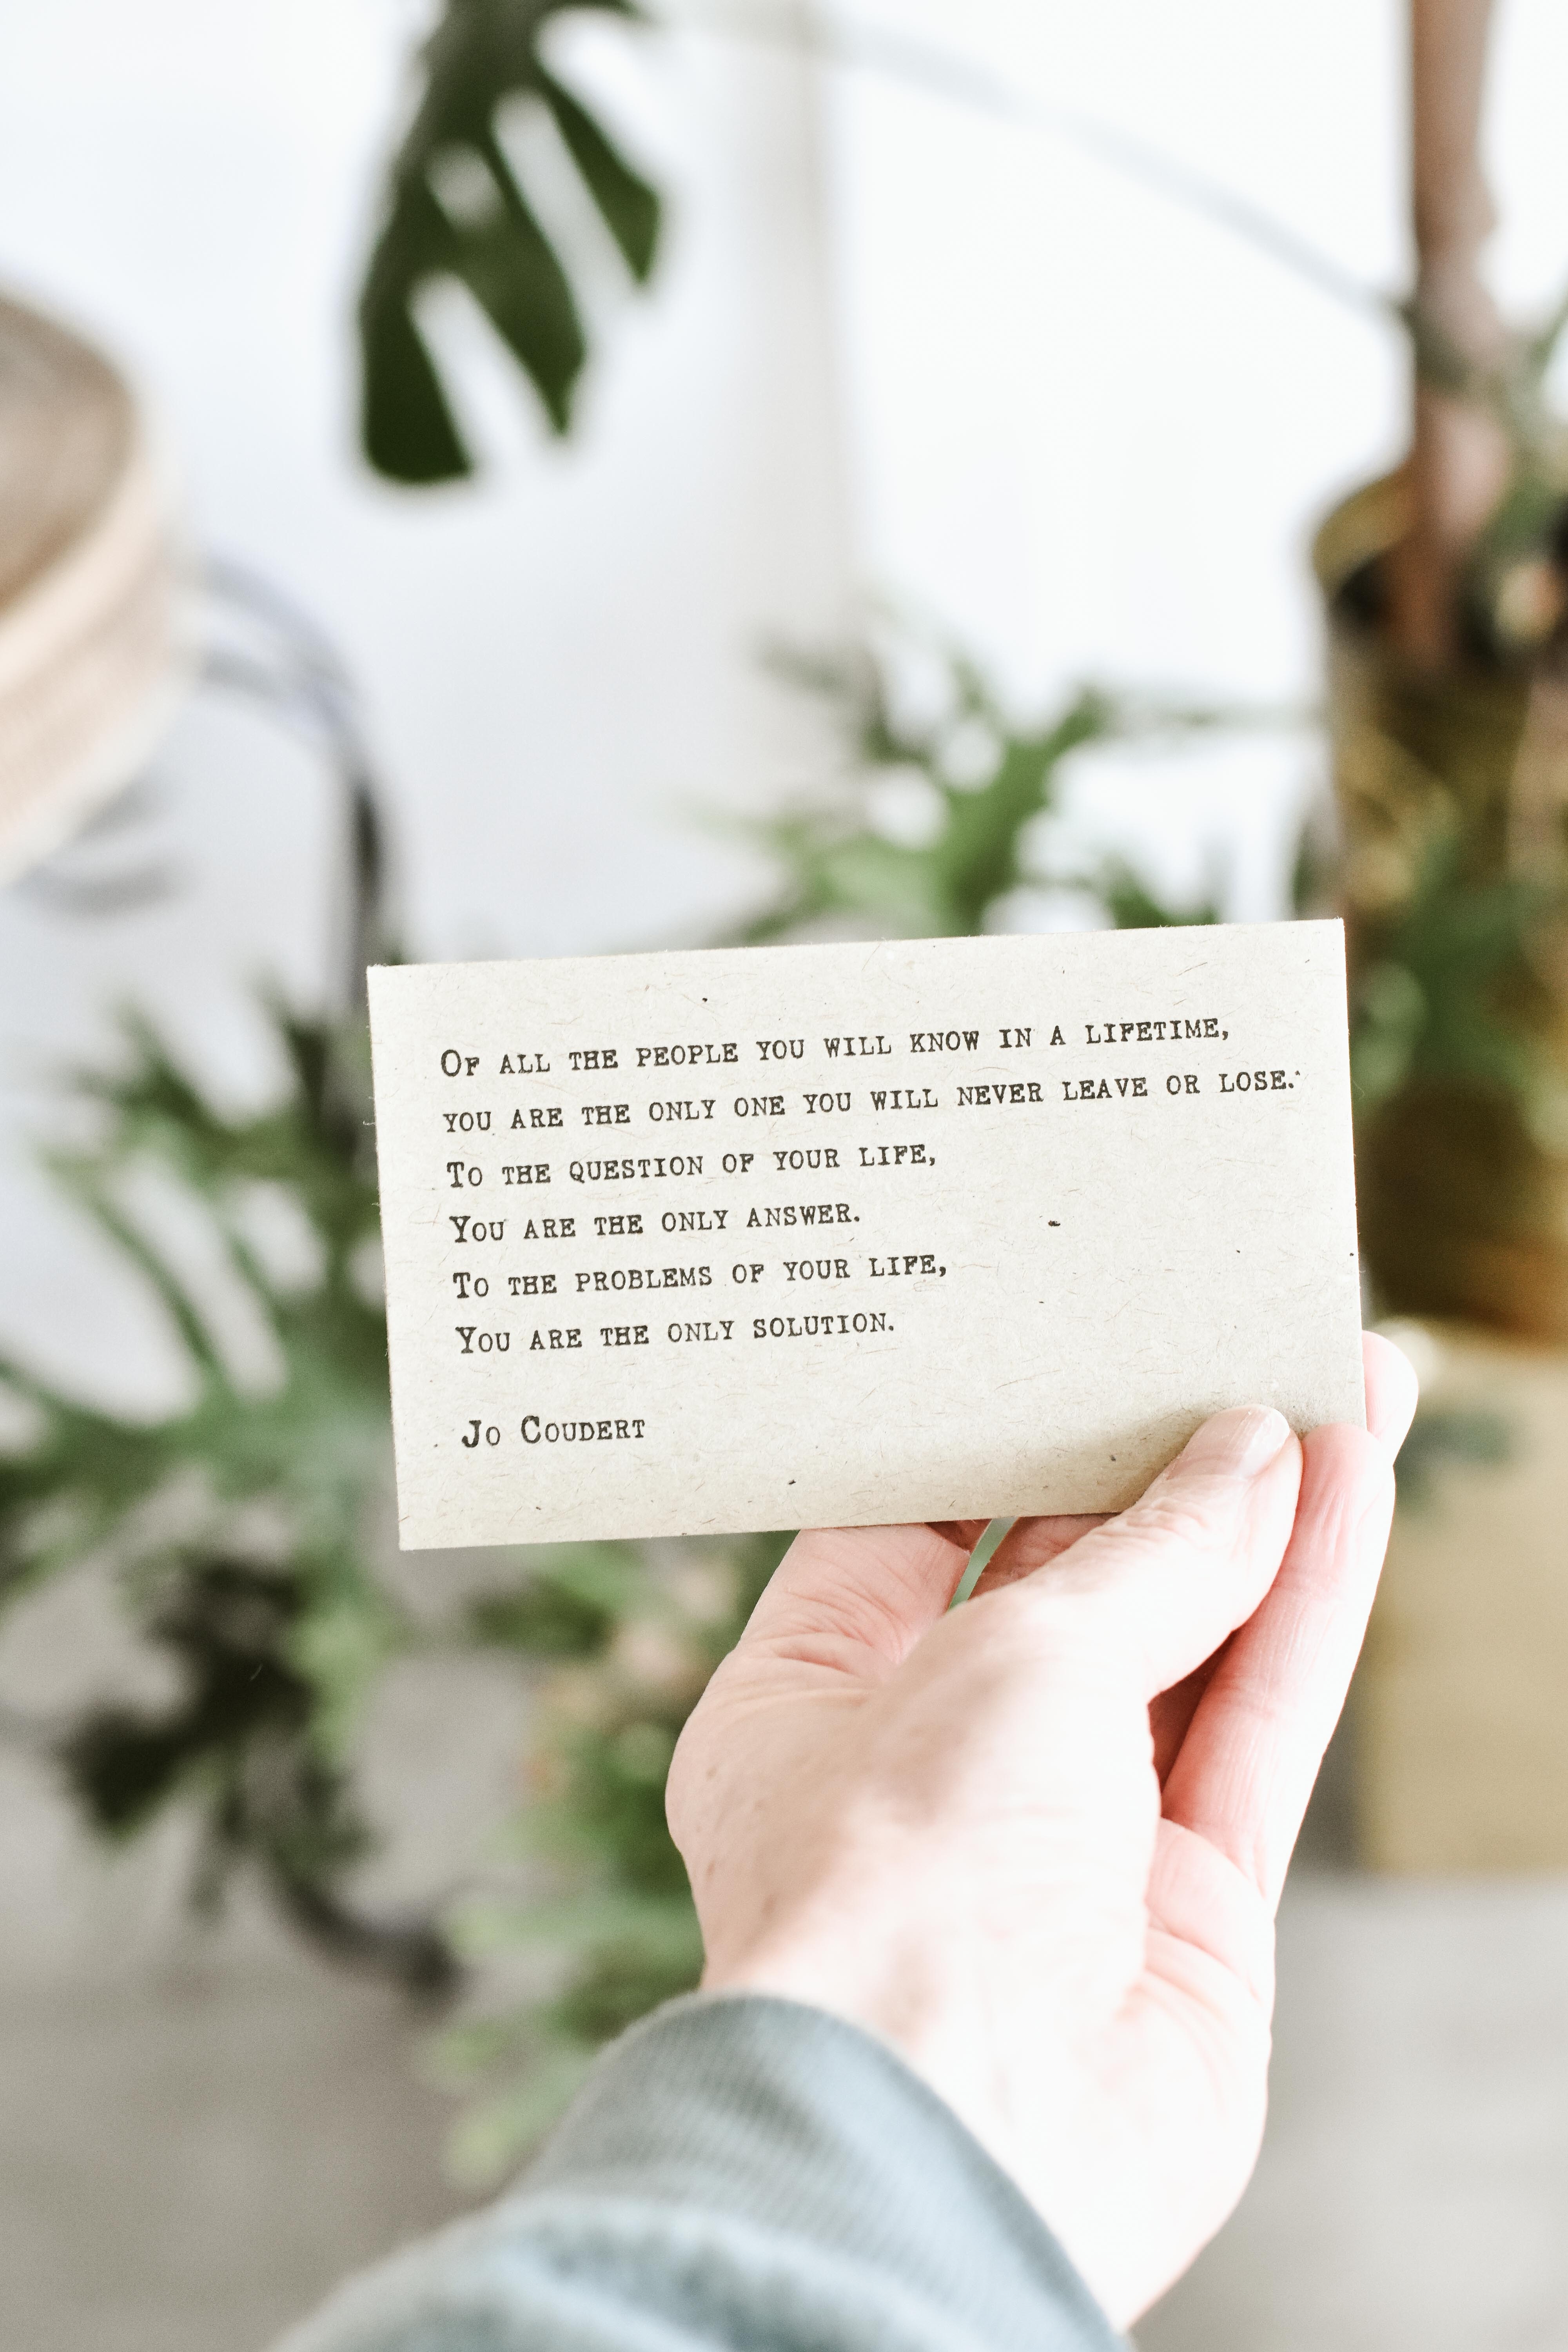 Of all the people you will know in a lifetime,
you are the only one you will never leave or lose.
To the question of your life,
You are the only answer.
To the problems of your life,
You are the only solution.
Jo Coudert